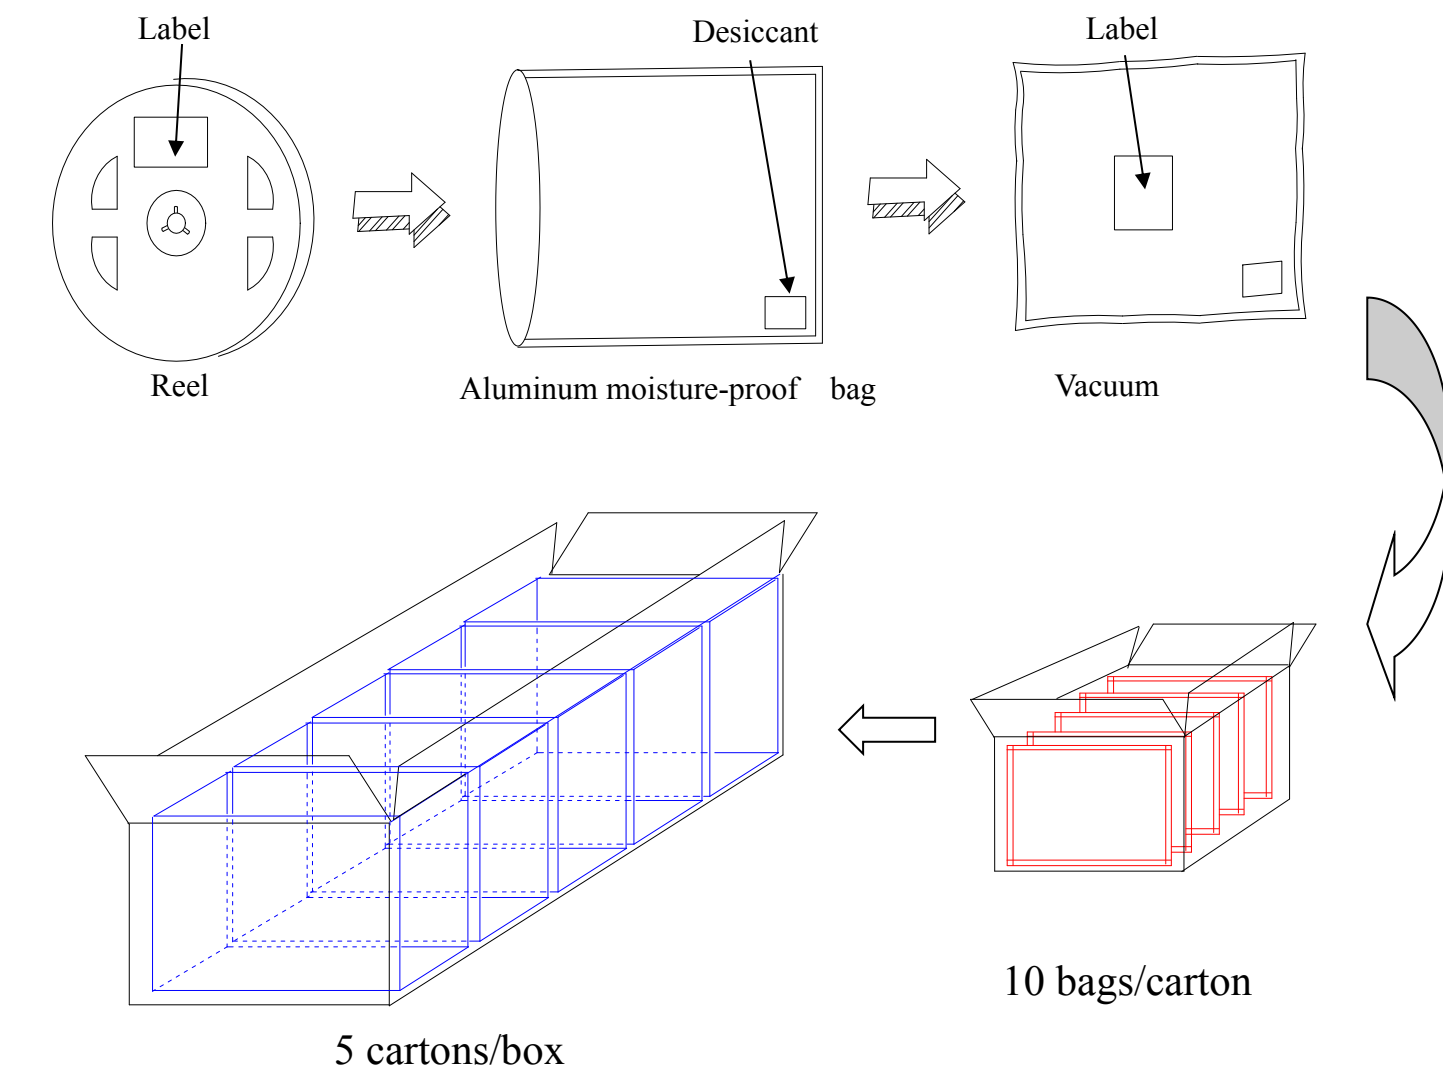 Label
Desiccant
Label
Reel
Aluminum moisture-proof bag
Vacuum
10 bags/carton
5 cartons/box